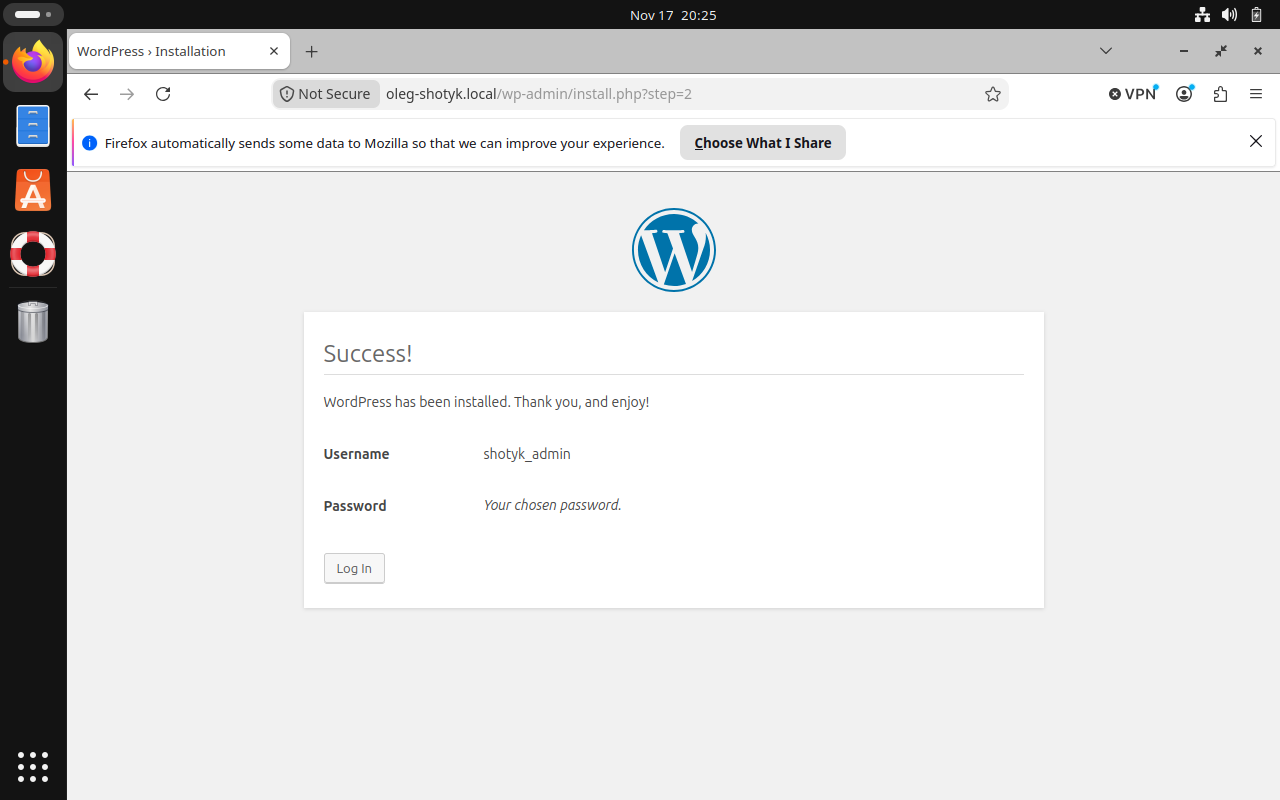 Nov 17 20:25
WordPress › Installation
Not Secure
oleg-shotyk.local/wp-admin/install.php?step=2
VPN
Firefox automatically sends some data to Mozilla so that we can improve your experience.
Choose What I Share
Success!
WordPress has been installed. Thank you, and enjoy!
Username shotyk_admin
Password Your chosen password.
Log In